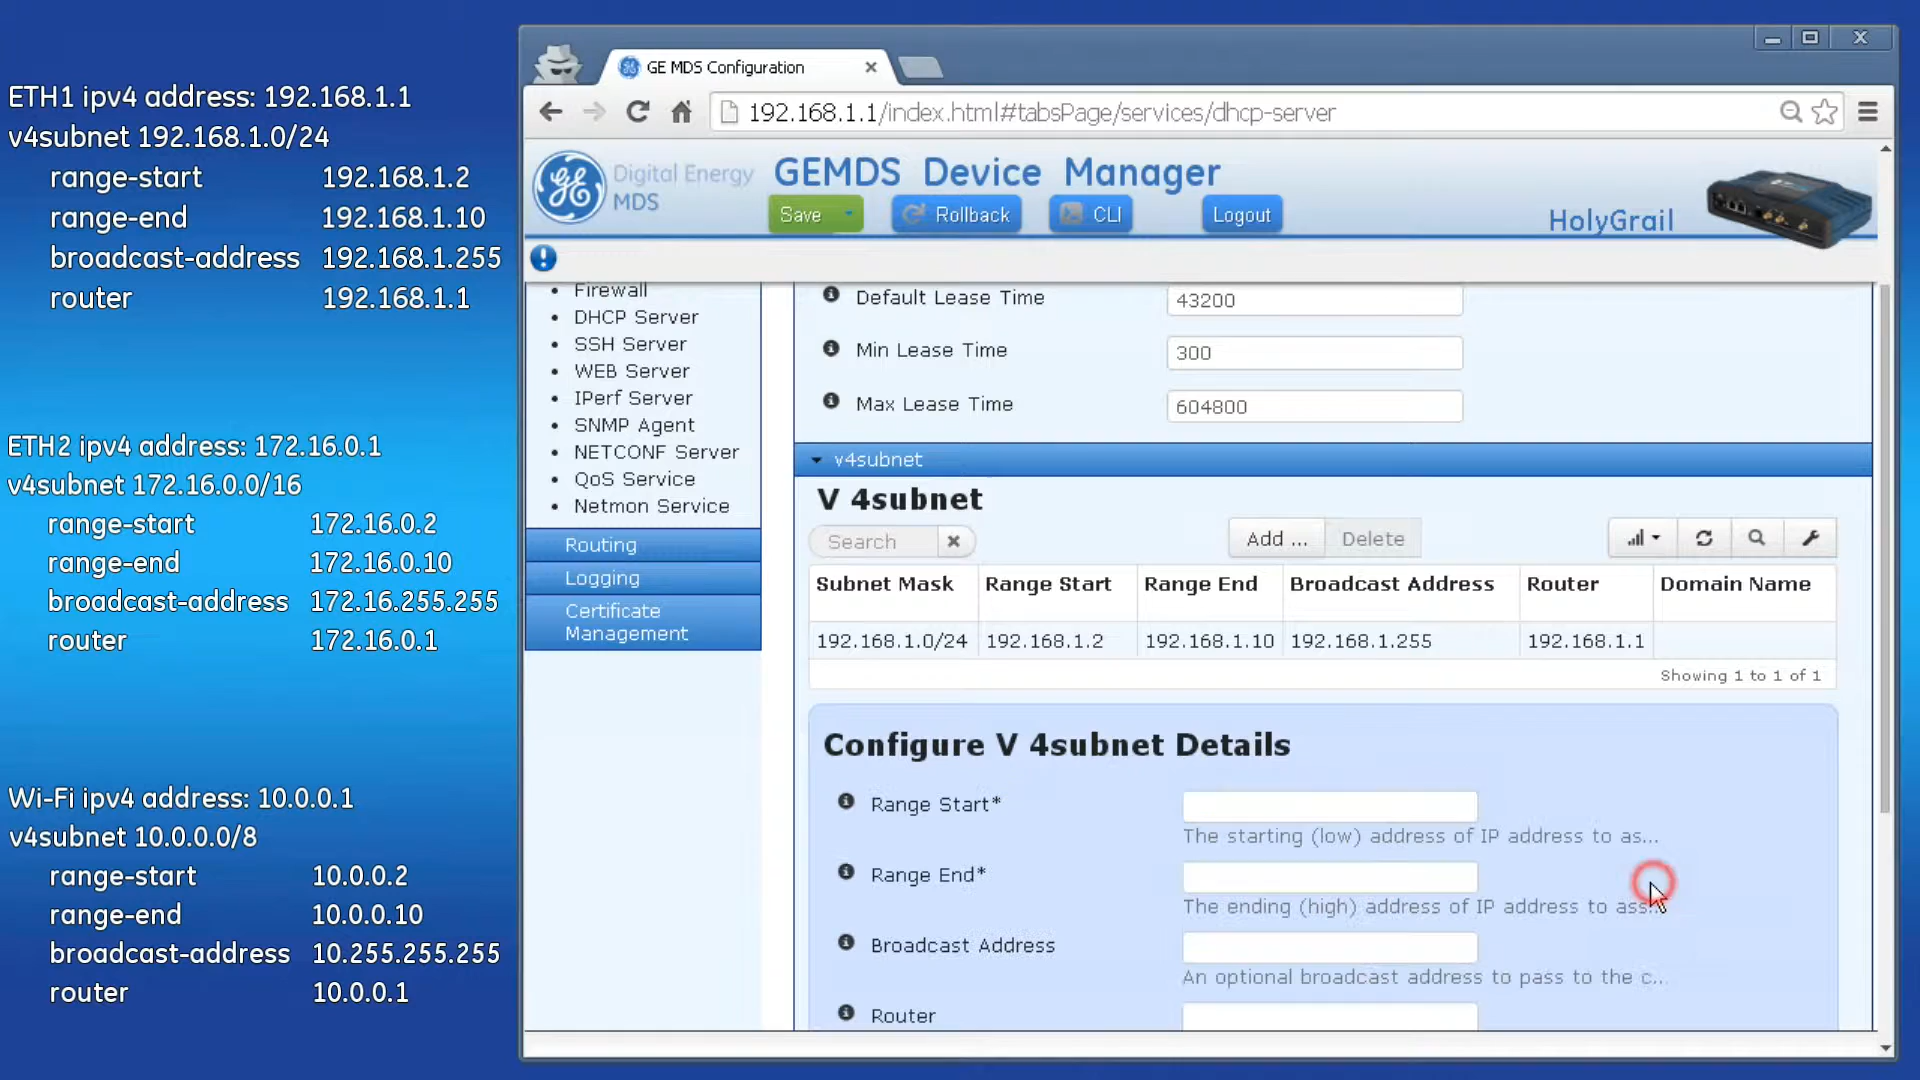 ETH1 ipv4 address: 192.168.1.1
v4subnet 192.168.1.0/24
range-start 192.168.1.2
range-end 192.168.1.10
broadcast-address 192.168.1.255
router 192.168.1.1
ETH2 ipv4 address: 172.16.0.1
v4subnet 172.16.0.0/16
range-start 172.16.0.2
range-end 172.16.0.10
broadcast-address 172.16.255.255
router 172.16.0.1
Wi-Fi ipv4 address: 10.0.0.1
v4subnet 10.0.0.0/8
range-start 10.0.0.2
range-end 10.0.0.10
broadcast-address 10.255.255.255
router 10.0.0.1
GE MDS Configuration
192.168.1.1/index.html#tabsPage/services/dhcp-server
Digital Energy
MDS
GEMDS Device Manager
Save Rollback CLI Logout
HolyGrail
Firewall
DHCP Server
SSH Server
WEB Server
IPerf Server
SNMP Agent
NETCONF Server
QoS Service
Netmon Service
Routing
Logging
Certificate
Management
Default Lease Time 43200
Min Lease Time 300
Max Lease Time 604800
v4subnet
V 4subnet
Search Add ... Delete
Subnet Mask Range Start Range End Broadcast Address Router Domain Name
192.168.1.0/24 192.168.1.2 192.168.1.10 192.168.1.255 192.168.1.1
Showing 1 to 1 of 1
Configure V 4subnet Details
Range Start*
The starting (low) address of IP address to as...
Range End*
The ending (high) address of IP address to ass...
Broadcast Address
An optional broadcast address to pass to the c...
Router